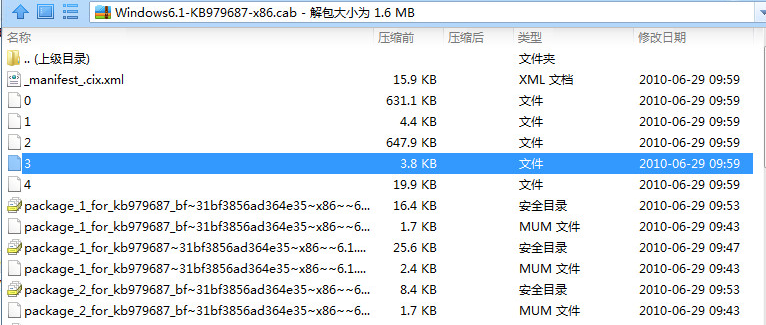 Windows6.1-KB979687-x86.cab - 解包大小为 1.6 MB
名称 压缩前 压缩后 类型 修改日期
.. (上级目录) 文件夹
_manifest_.cix.xml 15.9 KB XML 文档 2010-06-29 09:59
0 631.1 KB 文件 2010-06-29 09:59
1 4.4 KB 文件 2010-06-29 09:59
2 647.9 KB 文件 2010-06-29 09:59
3 3.8 KB 文件 2010-06-29 09:59
4 19.9 KB 文件 2010-06-29 09:59
package_1_for_kb979687_bf~31bf3856ad364e35~x86~~6... 16.4 KB 安全目录 2010-06-29 09:53
package_1_for_kb979687_bf~31bf3856ad364e35~x86~~6... 1.7 KB MUM 文件 2010-06-29 09:43
package_1_for_kb979687~31bf3856ad364e35~x86~~6.1.... 25.6 KB 安全目录 2010-06-29 09:47
package_1_for_kb979687~31bf3856ad364e35~x86~~6.1.... 2.4 KB MUM 文件 2010-06-29 09:43
package_2_for_kb979687_bf~31bf3856ad364e35~x86~~6... 8.4 KB 安全目录 2010-06-29 09:53
package_2_for_kb979687_bf~31bf3856ad364e35~x86~~6... 1.7 KB MUM 文件 2010-06-29 09:43